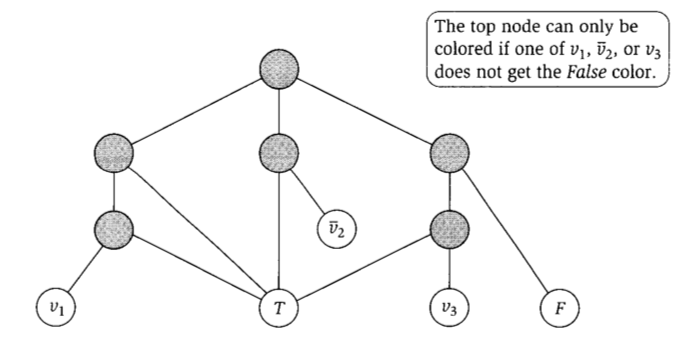 The top node can only be
colored if one of v₁, v̄₂, or v₃
does not get the False color.
v̄₂
v₁
T
v₃
F